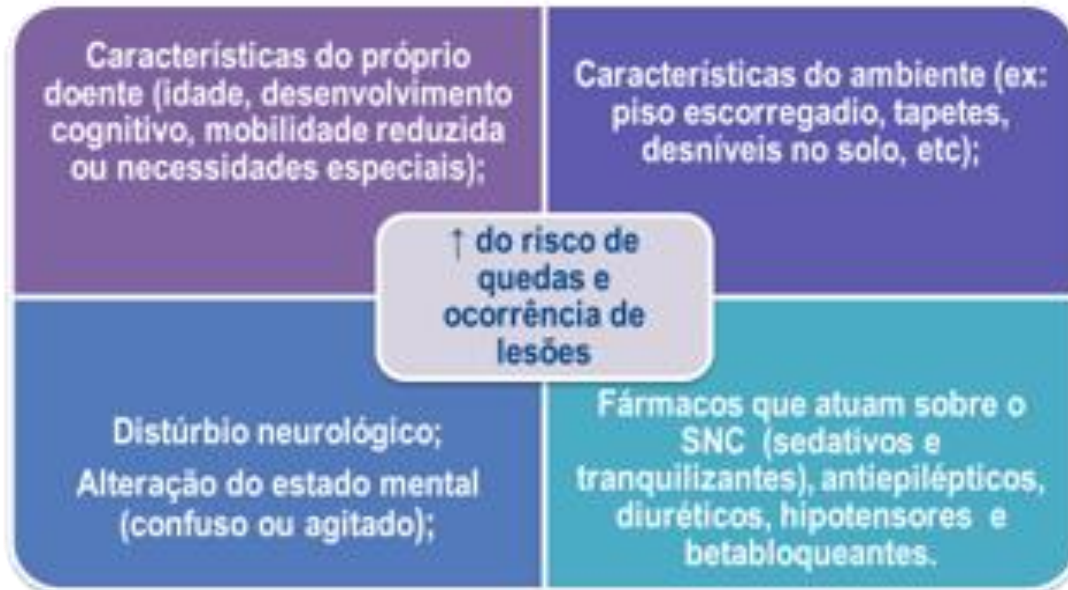 Características do próprio
doente (idade, desenvolvimento
cognitivo, mobilidade reduzida
ou necessidades especiais);
Características do ambiente (ex:
piso escorregadio, tapetes,
desníveis no solo, etc);
↑ do risco de
quedas e
ocorrência de
lesões
Distúrbio neurológico;
Alteração do estado mental
(confuso ou agitado);
Fármacos que atuam sobre o
SNC (sedativos e
tranquilizantes), antiepilépticos,
diuréticos, hipotensores e
betabloqueantes.